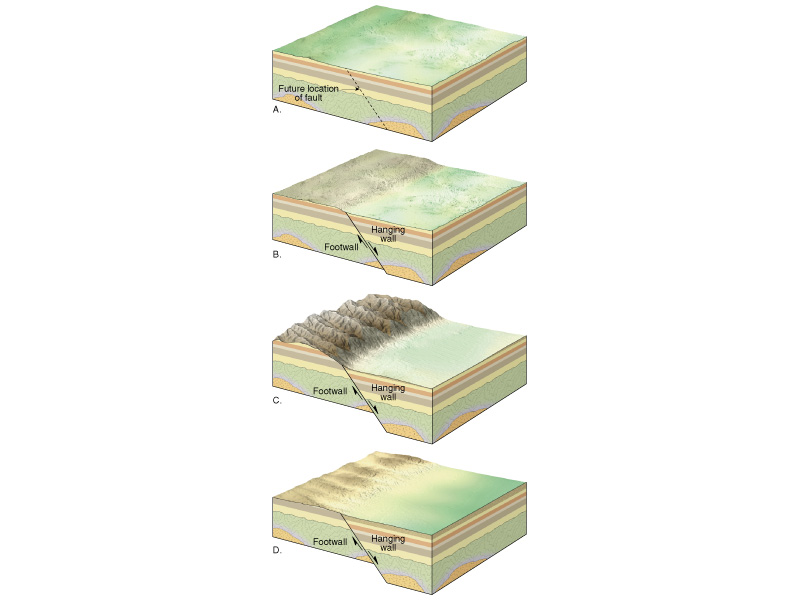 Future location
of fault
A.
Hanging
wall
Footwall
B.
Footwall
Hanging
wall
C.
Footwall
Hanging
wall
D.